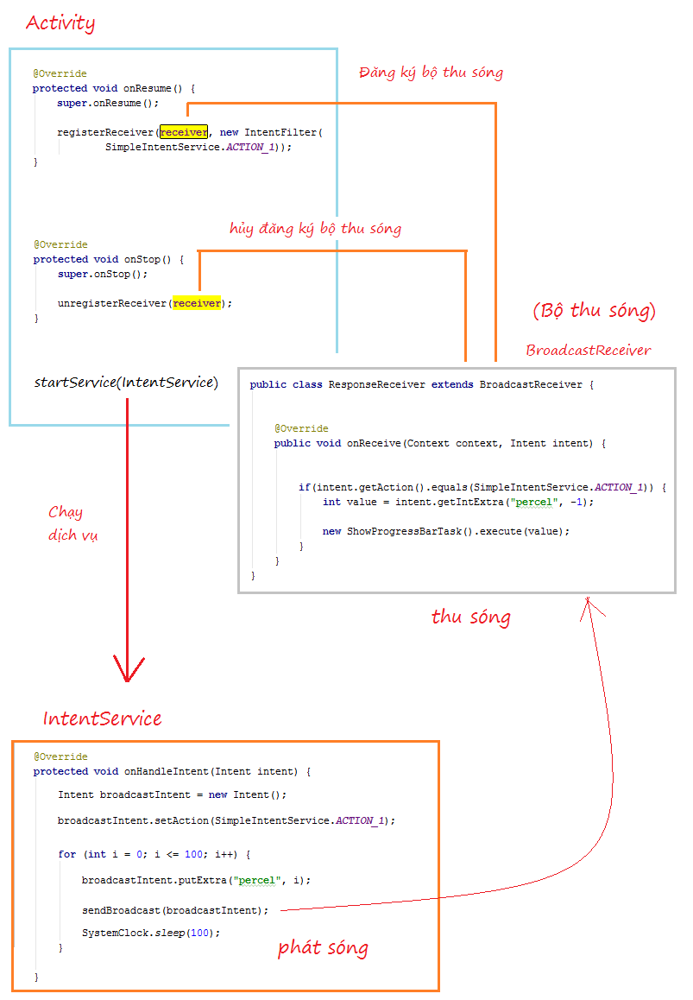 Activity
@Override
protected void onResume() {
super.onResume();
registerReceiver(receiver, new IntentFilter(
SimpleIntentService.ACTION_1));
}
Đăng ký bộ thu sóng
hủy đăng ký bộ thu sóng
@Override
protected void onStop() {
super.onStop();
unregisterReceiver(receiver);
}
startService(IntentService)
(Bộ thu sóng)
BroadcastReceiver
public class ResponseReceiver extends BroadcastReceiver {
@Override
public void onReceive(Context context, Intent intent) {
if(intent.getAction().equals(SimpleIntentService.ACTION_1)) {
int value = intent.getIntExtra("percel", -1);
new ShowProgressBarTask().execute(value);
}
}
}
Chạy
dịch vụ
thu sóng
IntentService
@Override
protected void onHandleIntent(Intent intent) {
Intent broadcastIntent = new Intent();
broadcastIntent.setAction(SimpleIntentService.ACTION_1);
for (int i = 0; i <= 100; i++) {
broadcastIntent.putExtra("percel", i);
sendBroadcast(broadcastIntent);
SystemClock.sleep(100);
}
phát sóng
}